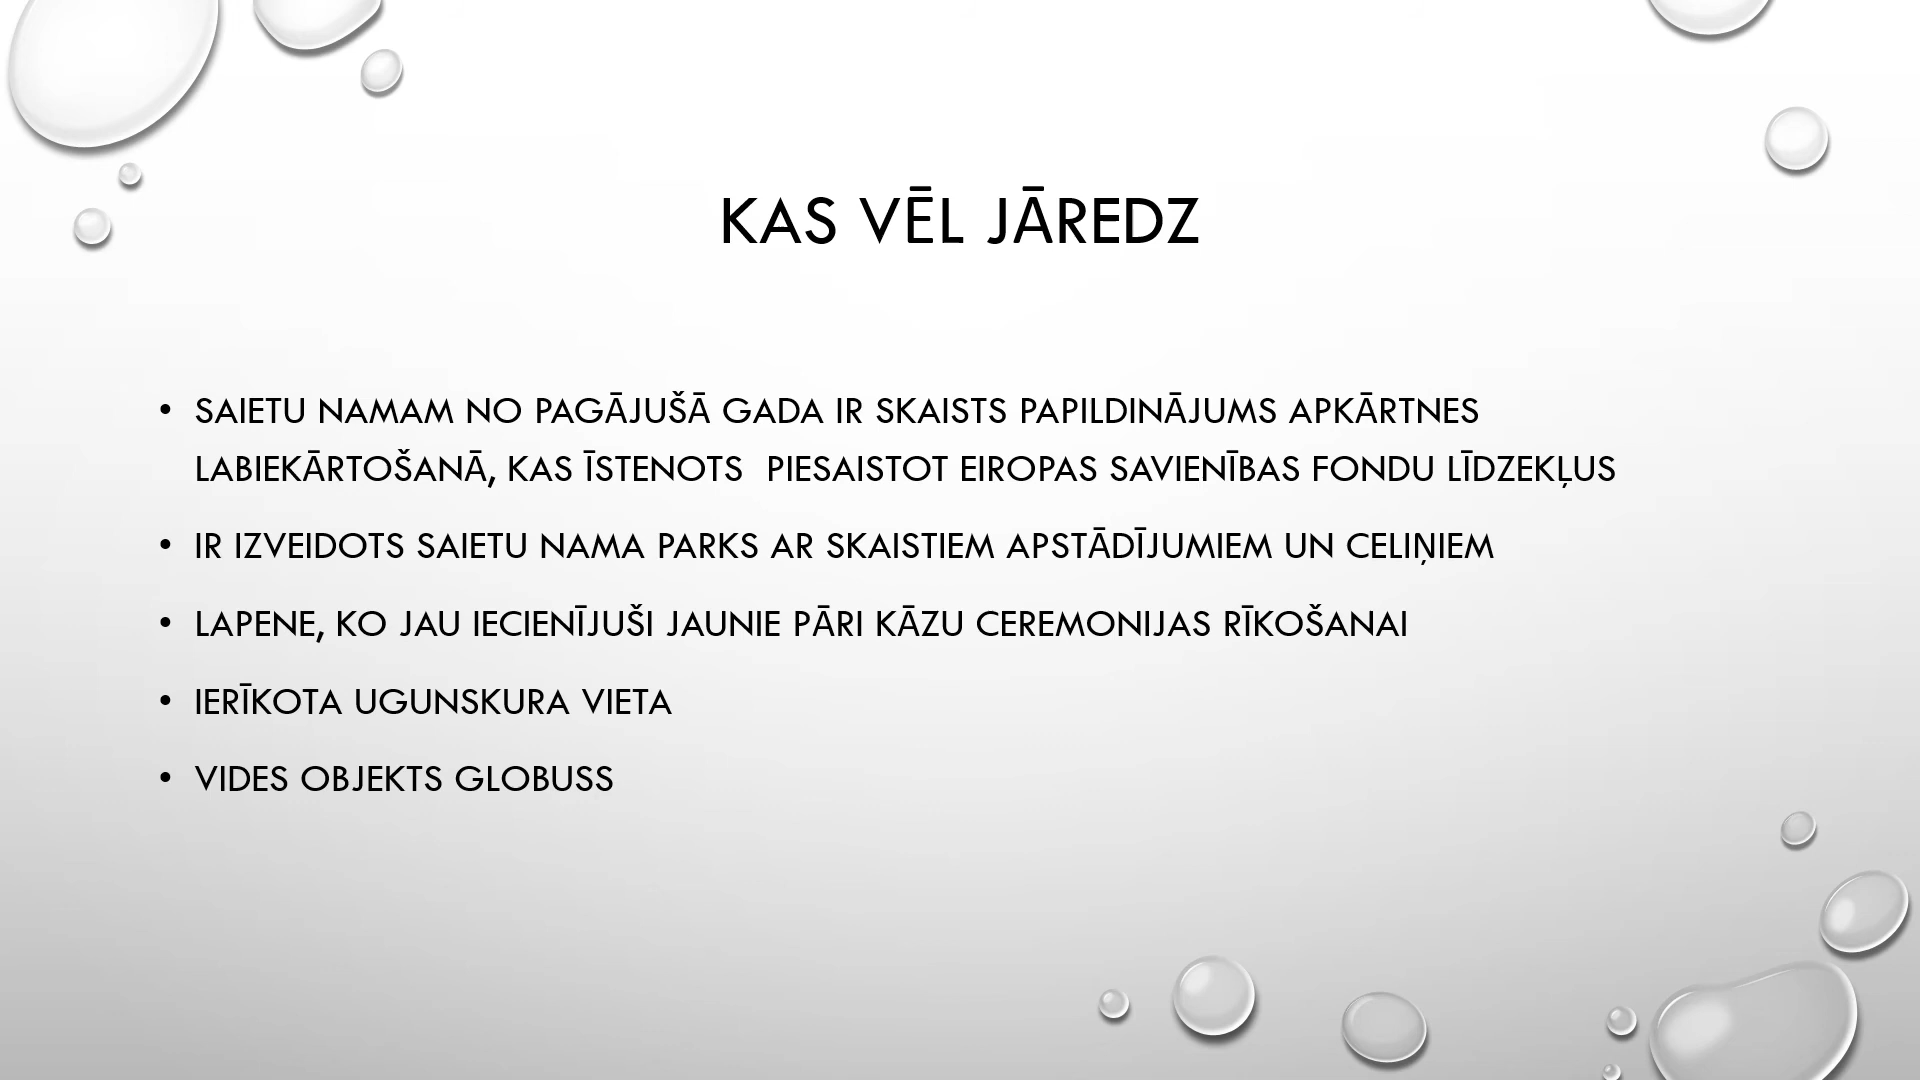 KAS VĒL JĀREDZ
• SAIETU NAMAM NO PAGĀJUŠĀ GADA IR SKAISTS PAPILDINĀJUMS APKĀRTNES
LABIEKĀRTOŠANĀ, KAS ĪSTENOTS  PIESAISTOT EIROPAS SAVIENĪBAS FONDU LĪDZEKĻUS
• IR IZVEIDOTS SAIETU NAMA PARKS AR SKAISTIEM APSTĀDĪJUMIEM UN CELIŅIEM
• LAPENE, KO JAU IECIENĪJUŠI JAUNIE PĀRI KĀZU CEREMONIJAS RĪKOŠANAI
• IERĪKOTA UGUNSKURA VIETA
• VIDES OBJEKTS GLOBUSS